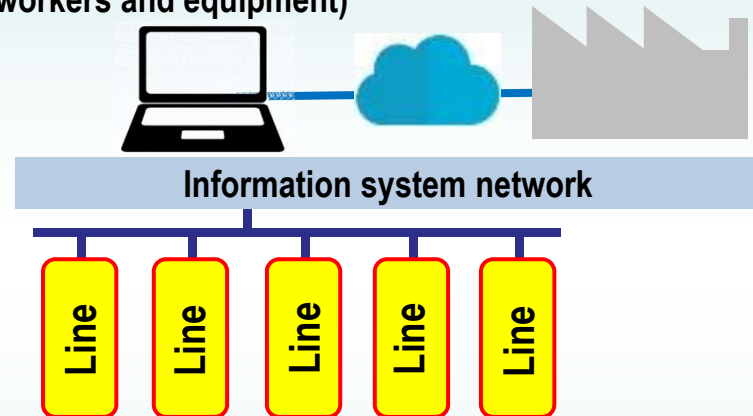 workers and equipment)
Information system network
Line
Line
Line
Line
Line